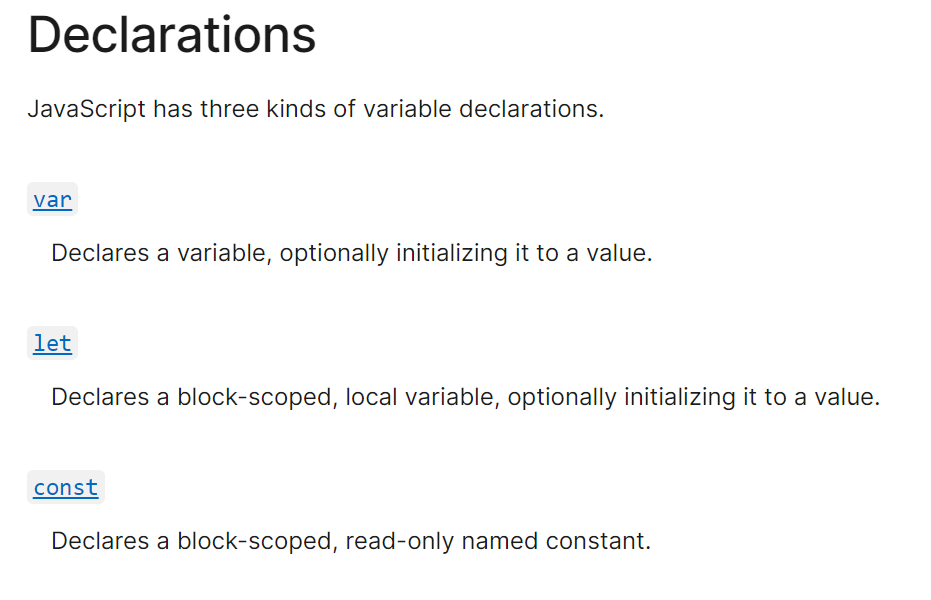 Declarations
JavaScript has three kinds of variable declarations.
var
Declares a variable, optionally initializing it to a value.
let
Declares a block-scoped, local variable, optionally initializing it to a value.
const
Declares a block-scoped, read-only named constant.